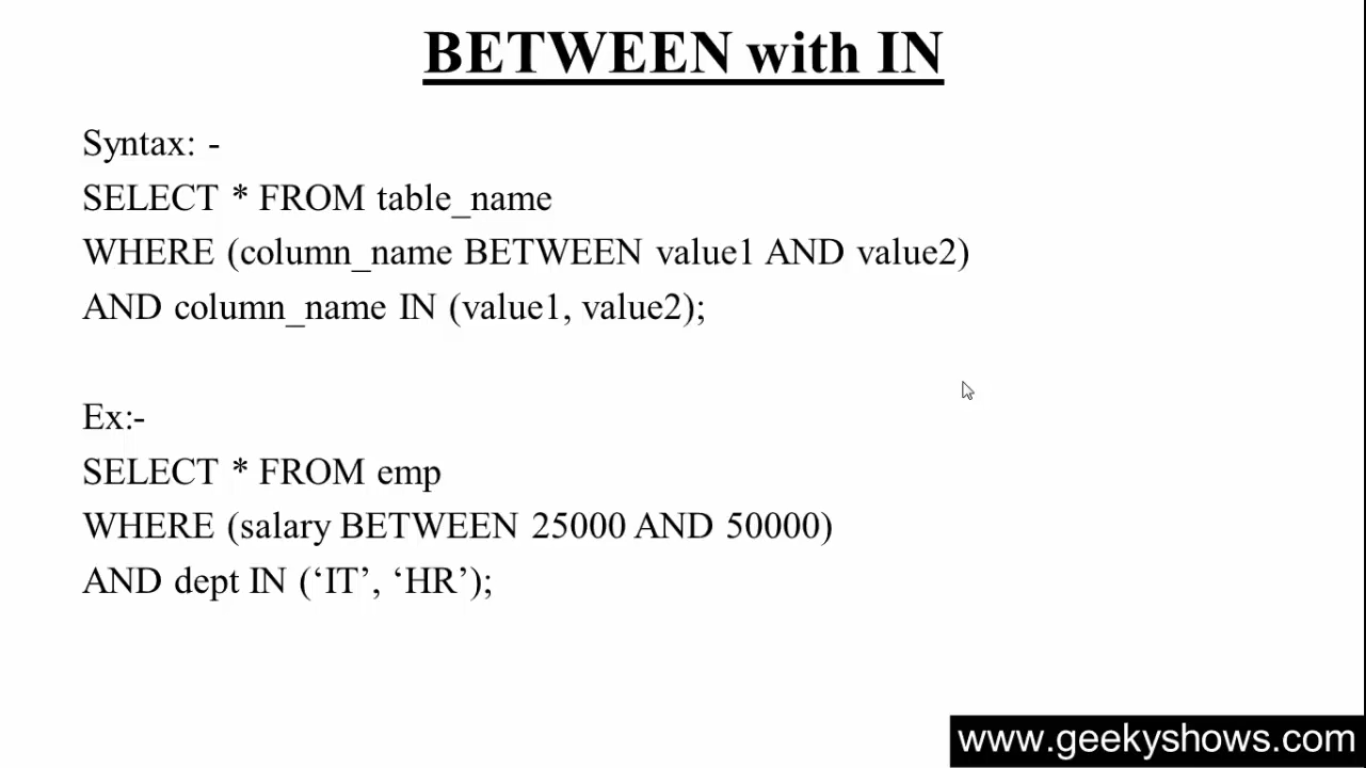 BETWEEN with IN
Syntax: -
SELECT * FROM table_name
WHERE (column_name BETWEEN value1 AND value2)
AND column_name IN (value1, value2);
Ex:-
SELECT * FROM emp
WHERE (salary BETWEEN 25000 AND 50000)
AND dept IN (‘IT’, ‘HR’);
www.geekyshows.com